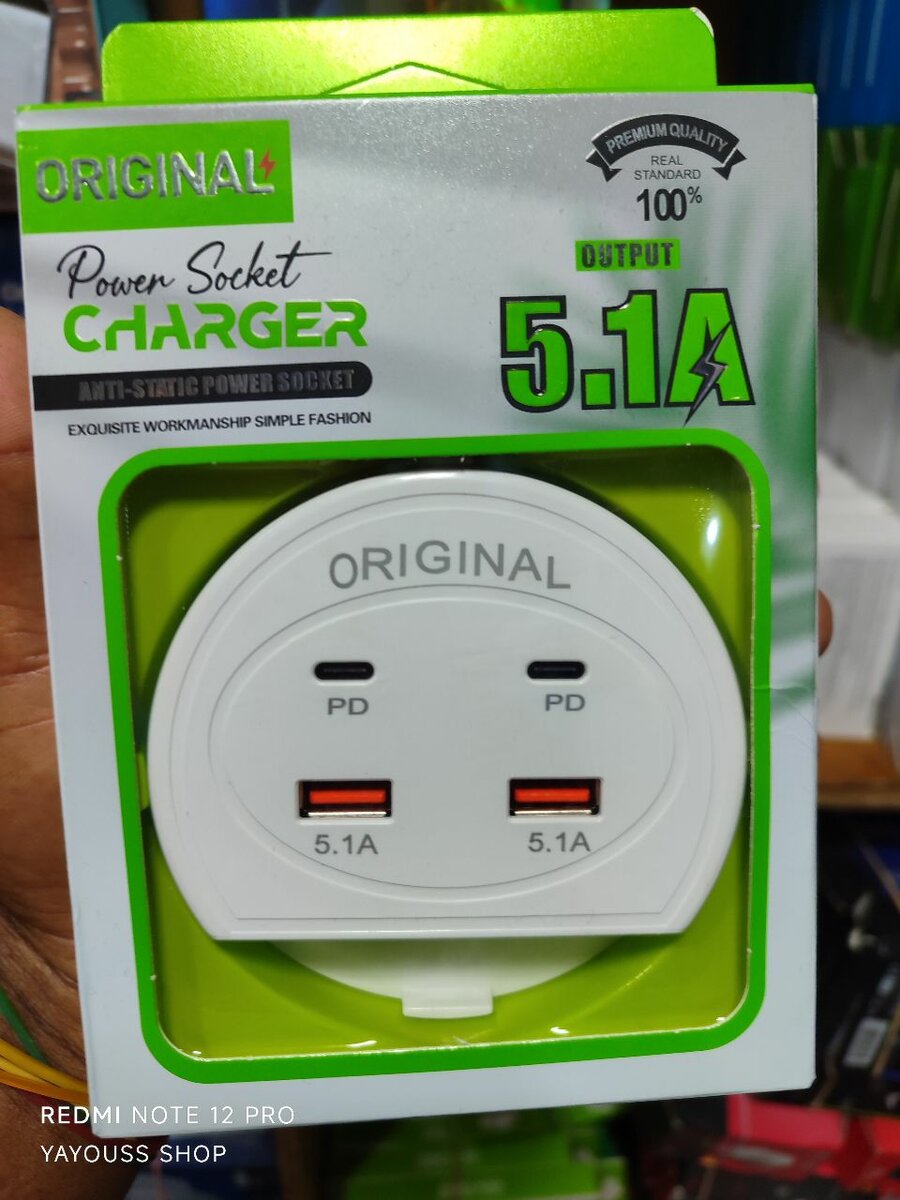 ORIGINAL
PREMIUM QUALITY
REAL
STANDARD
100%
Power Socket
CHARGER
ANTI-STATIC POWER SOCKET
EXQUISITE WORKMANSHIP SIMPLE FASHION
OUTPUT
5.1A
ORIGINAL
PD PD
5.1A 5.1A
REDMI NOTE 12 PRO
YAYOUSS SHOP